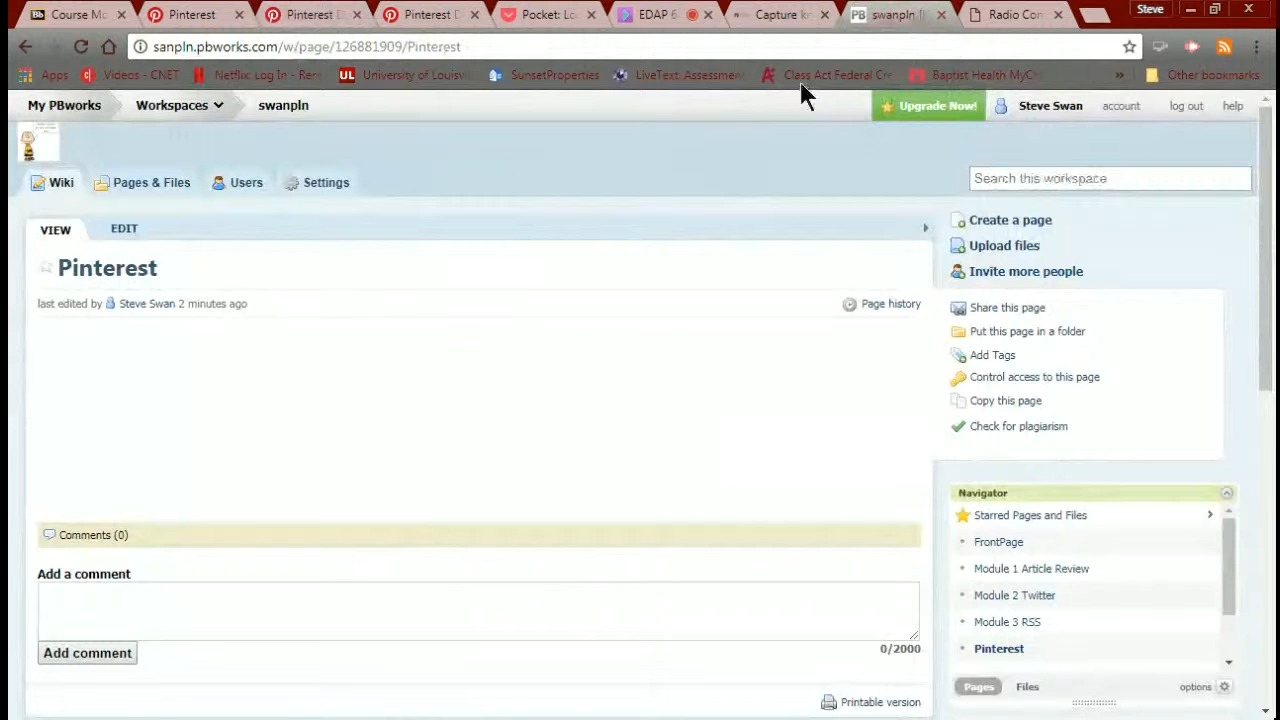 Course Mo
Pinterest
Pinterest D
Pinterest D
Pocket: Lo
EDAP 6
Capture k
swanpln [l
Radio Con
Steve
sanpln.pbworks.com/w/page/126881909/Pinterest
Apps
Videos - CNET
Netflix: Log In - Ren
University of Louisvi
SunsetProperties
LiveText: Assessmen
Class Act Federal Cr
Baptist Health MyC
Other bookmarks
My PBworks
Workspaces
swanpln
Upgrade Now!
Steve Swan
account
log out
help
Wiki
Pages & Files
Users
Settings
Search this workspace
VIEW
EDIT
Create a page
Upload files
Invite more people
Pinterest
last edited by Steve Swan 2 minutes ago
Page history
Share this page
Put this page in a folder
Add Tags
Control access to this page
Copy this page
Check for plagiarism
Navigator
Starred Pages and Files
FrontPage
Module 1 Article Review
Module 2 Twitter
Module 3 RSS
Pinterest
Pages
Files
options
Comments (0)
Add a comment
Add comment
0/2000
Printable version